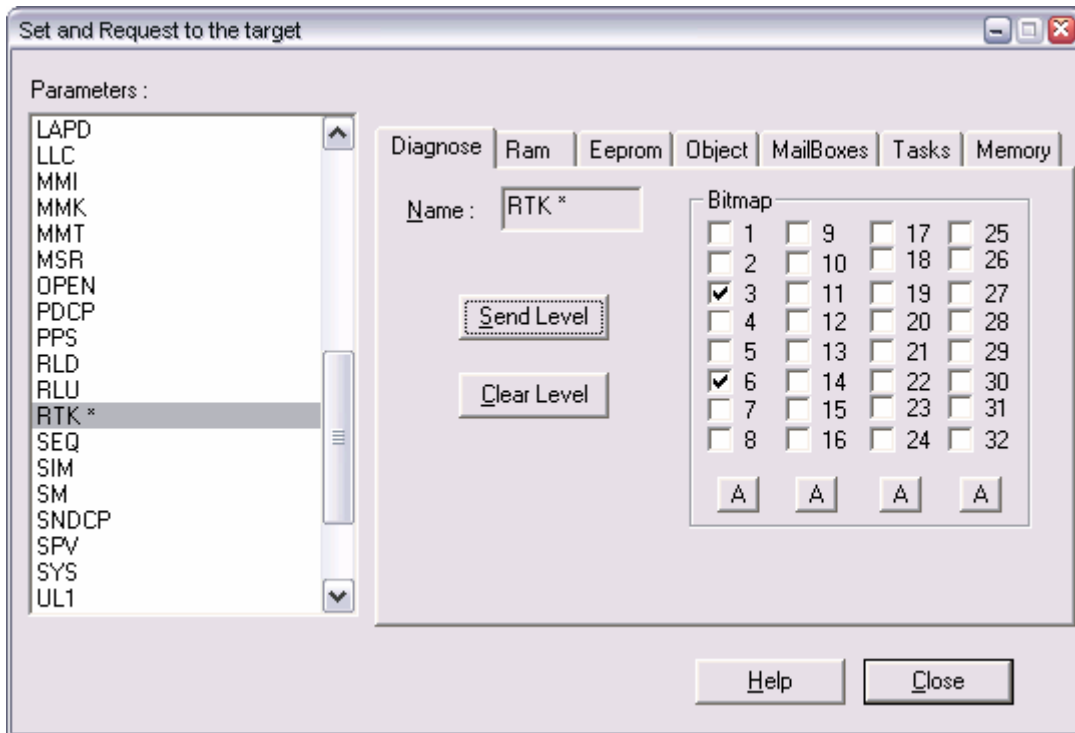 Set and Request to the target
Parameters :
LAPD
LLC
MMI
MMK
MMT
MSR
OPEN
PDCP
PPS
RLD
RLU
RTK *
SEQ
SIM
SM
SNDCP
SPV
SYS
UL1
Diagnose Ram Eeprom Object MailBoxes Tasks Memory
Name : RTK *
Send Level
Clear Level
Bitmap
1 9 17 25
2 10 18 26
3 11 19 27
4 12 20 28
5 13 21 29
6 14 22 30
7 15 23 31
8 16 24 32
A A A A
Help Close